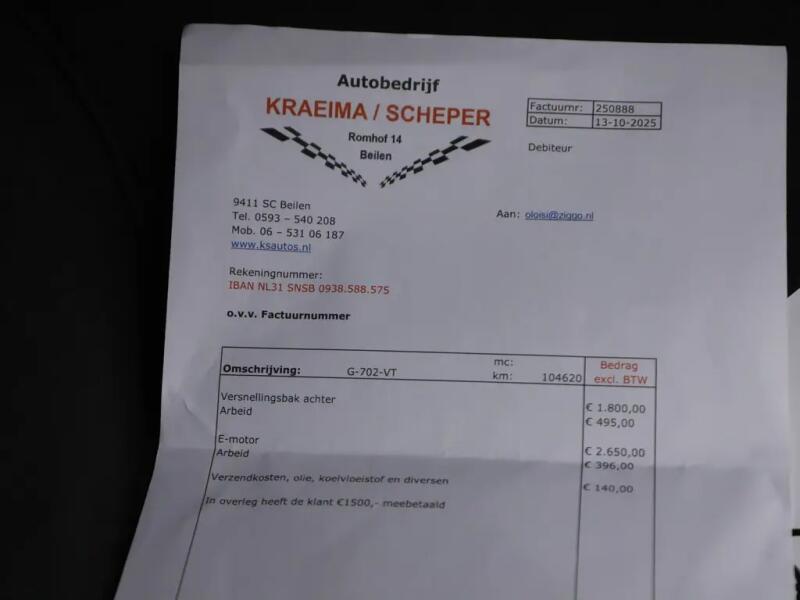 Autobedrijf
KRAEIMA / SCHEPER
Romhof 14
Beilen
Factuurnr: 250888
Datum: 13-10-2025
Debiteur
9411 SC Beilen
Tel. 0593 – 540 208
Mob. 06 – 531 06 187
www.ksautos.nl
Aan: oloisi@ziggo.nl
Rekeningnummer:
IBAN NL31 SNSB 0938.588.575
o.v.v. Factuurnummer
Omschrijving: G-702-VT mc: km: 104620 Bedrag excl. BTW
Versnellingsbak achter € 1.800,00
Arbeid € 495,00
E-motor € 2.650,00
Arbeid € 396,00
Verzendkosten, olie, koelvloeistof en diversen € 140,00
In overleg heeft de klant €1500,- meebetaald